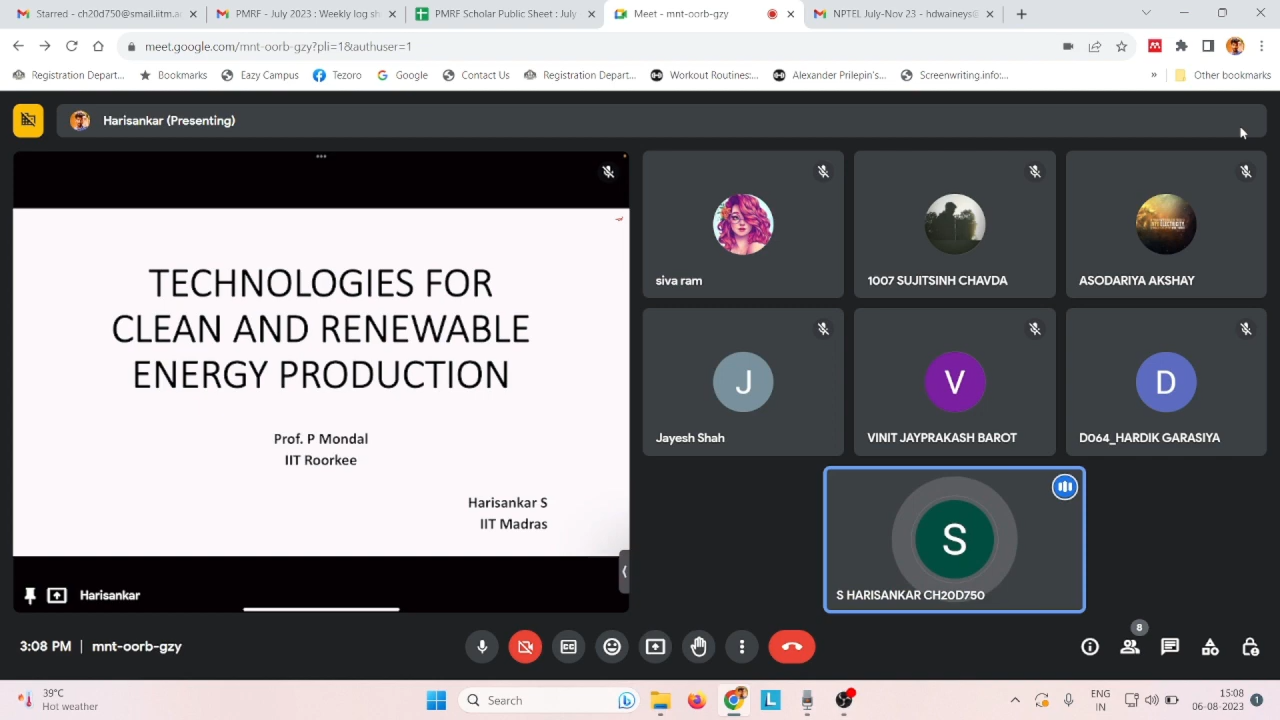 Starred - ch20d750@smail.iitm.a
PMRF - July 2023 : Weekly log sh
PMRF Scholar Public Sheet : July
Meet - mnt-oorb-gzy
NPTEL July-Nov 23 - hdwaineys@
meet.google.com/mnt-oorb-gzy?pli=1&authuser=1
Registration Depart...
Bookmarks
Eazy Campus
Tezoro
Google
Contact Us
Registration Depart...
Workout Routines:...
Alexander Prilepin's...
Screenwriting.info:...
»
Other bookmarks
Harisankar (Presenting)
TECHNOLOGIES FOR
CLEAN AND RENEWABLE
ENERGY PRODUCTION
Prof. P Mondal
IIT Roorkee
Harisankar S
IIT Madras
Harisankar
siva ram
1007 SUJITSINH CHAVDA
ASODARIYA AKSHAY
J
Jayesh Shah
V
VINIT JAYPRAKASH BAROT
D
D064_HARDIK GARASIYA
S
S HARISANKAR CH20D750
3:08 PM | mnt-oorb-gzy
8
39°C
Hot weather
Search
L
ENG
IN
15:08
06-08-2023
1